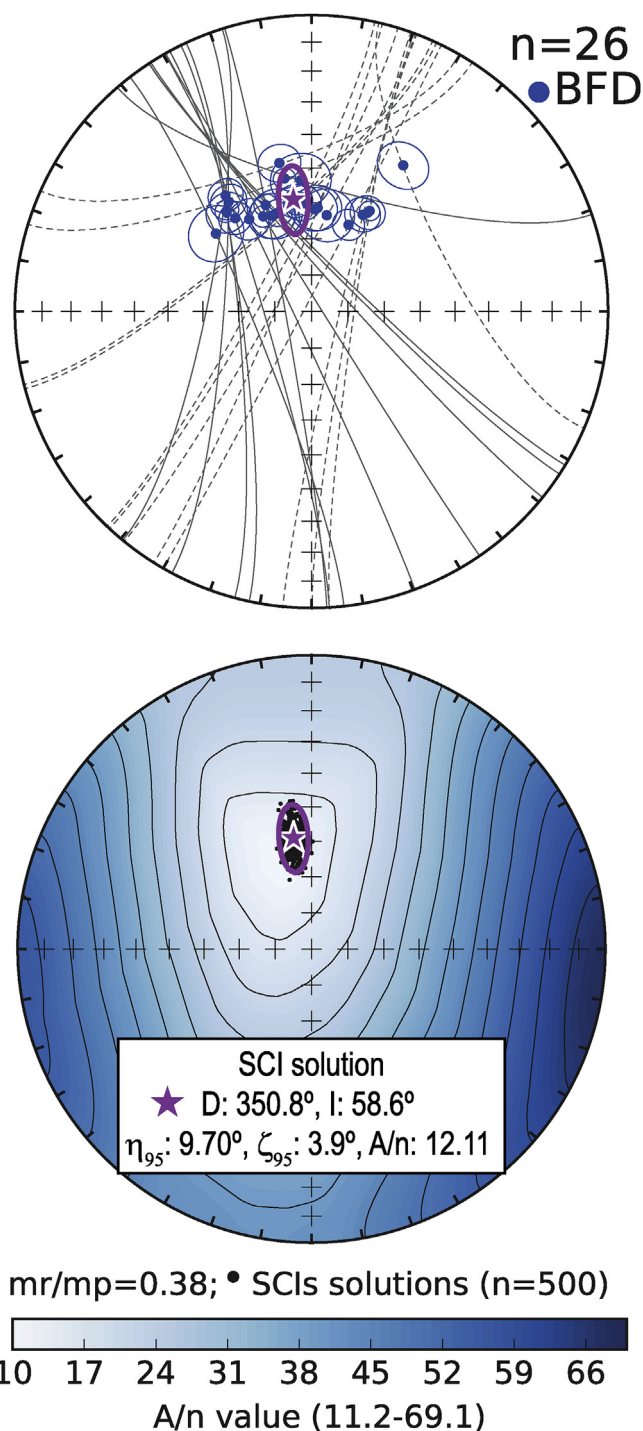 n=26
BFD
SCI solution
D: 350.8º, I: 58.6º
η95: 9.70º, ζ95: 3.9º, A/n: 12.11
mr/mp=0.38; • SCIs solutions (n=500)
10 17 24 31 38 45 52 59 66
A/n value (11.2-69.1)